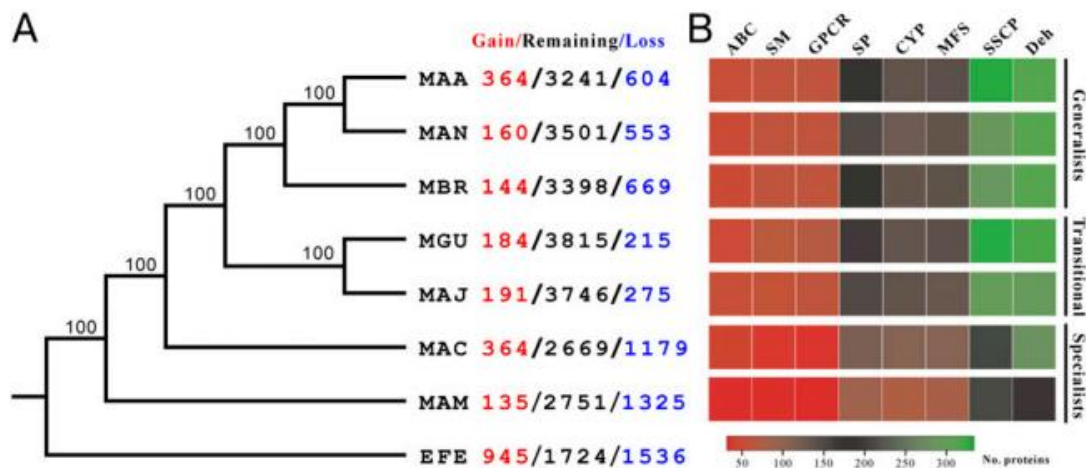 A
Gain/Remaining/Loss
B
ABC SM GPCR SP CYP MFS SSCP Deh
100 MAA 364/3241/604
100 MAN 160/3501/553
100 MBR 144/3398/669
100 MGU 184/3815/215
100 MAJ 191/3746/275
100 MAC 364/2669/1179
MAM 135/2751/1325
EFE 945/1724/1536
Generalists
Transitional
Specialists
50 100 150 200 250 300 No. proteins